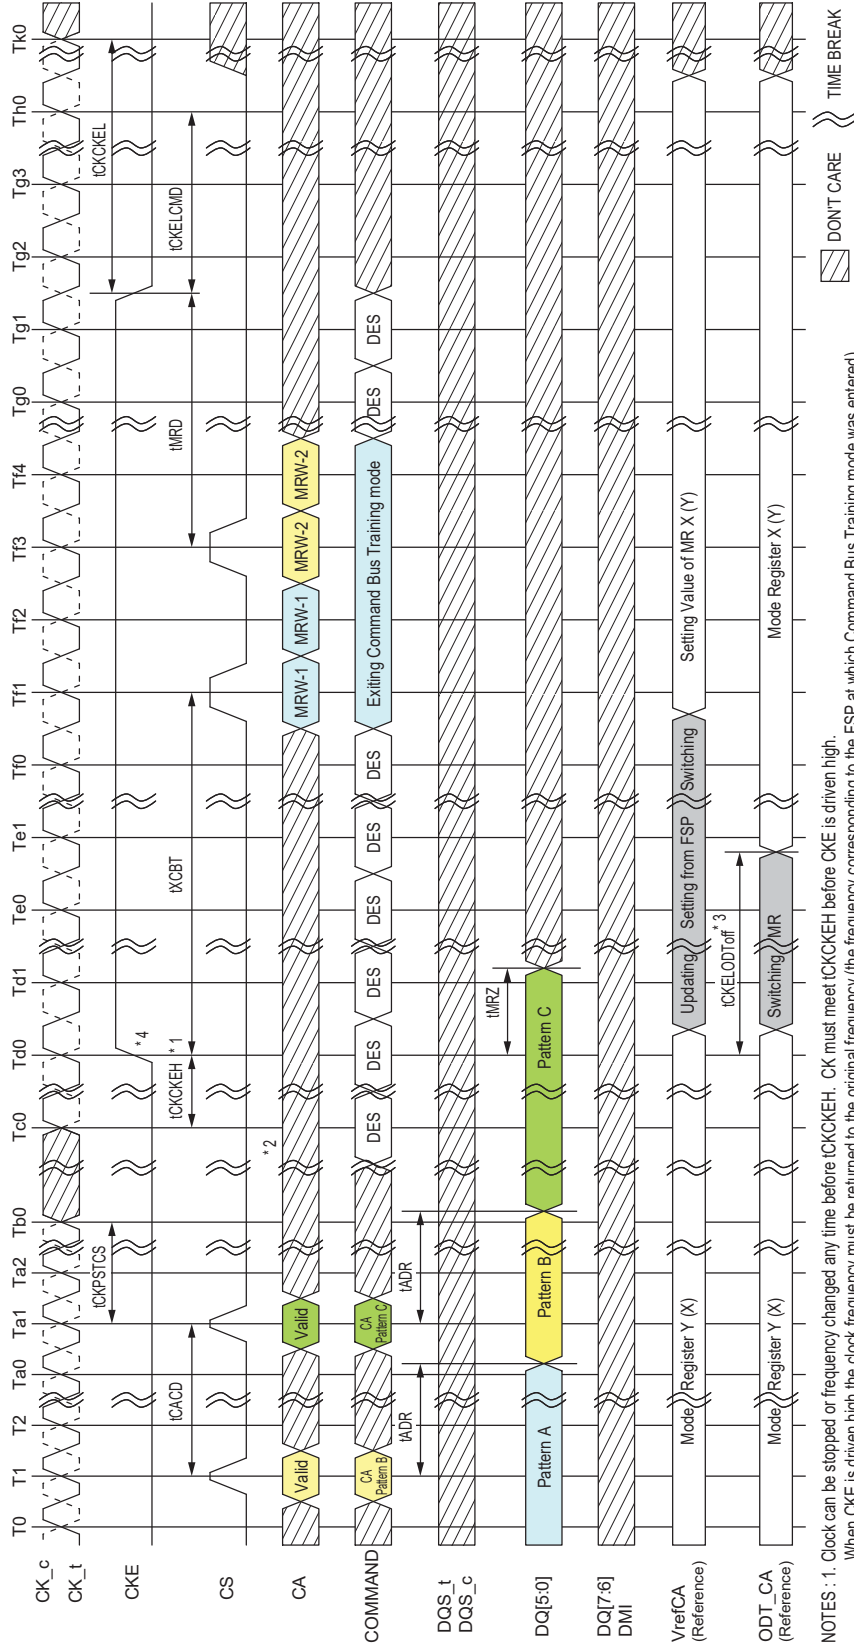 T0 T1 T2 Ta0 Ta1 Ta2 Tb0 Tc0 Td0 Td1 Te0 Te1 Tf0 Tf1 Tf2 Tf3 Tf4 Tg0 Tg1 Tg2 Tg3 Th0 Tk0
CK_c
CK_t
tCKPSTCS
tCKCKEL
CKE
* 4
tCACD
tCKCKEH * 1
tXCBT
tMRD
tCKELCMD
CS
* 2
CA
Valid
Valid
MRW-1
MRW-1
MRW-2
MRW-2
COMMAND
CA
Pattern B
CA
Pattern C
DES
DES
DES
DES
DES
DES
Exiting Command Bus Training mode
DES
DES
tADR
tADR
DQS_t
DQS_c
tMRZ
DQ[5:0]
Pattern A
Pattern B
Pattern C
DQ[7:6]
DMI
VrefCA
(Reference)
Mode Register Y (X)
Updating Setting from FSP Switching
Setting Value of MR X (Y)
tCKELODToff * 3
ODT_CA
(Reference)
Mode Register Y (X)
Switching MR
Mode Register X (Y)
DON'T CARE
TIME BREAK
NOTES : 1. Clock can be stopped or frequency changed any time before tCKCKEH. CK must meet tCKCKEH before CKE is driven high.
When CKE is driven high the clock frequency must be returned to the original frequency (the frequency corresponding to the FSP at which Command Bus Training mode was entered)